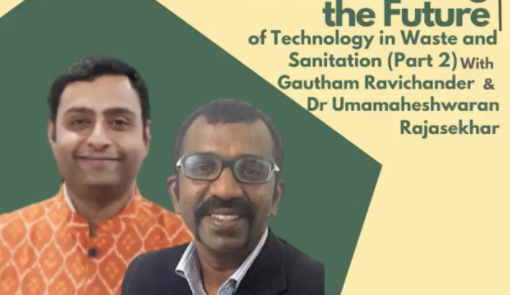 the Future
of Technology in Waste and
Sanitation (Part 2) With
Gautham Ravichander &
Dr Umamaheshwaran
Rajasekhar